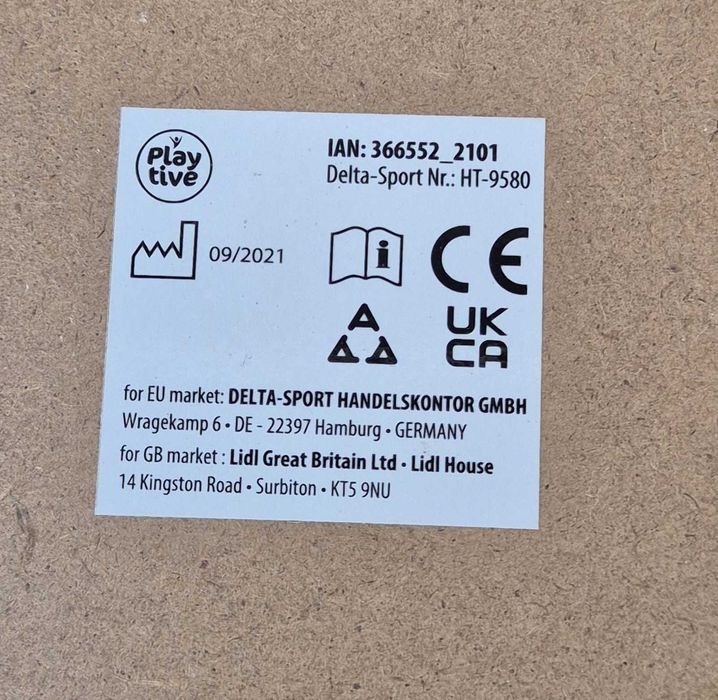 Play
tive
IAN: 366552_2101
Delta-Sport Nr.: HT-9580
09/2021
i
CE
UK
CA
for EU market: DELTA-SPORT HANDELSKONTOR GMBH
Wragekamp 6 • DE - 22397 Hamburg • GERMANY
for GB market : Lidl Great Britain Ltd • Lidl House
14 Kingston Road • Surbiton • KT5 9NU